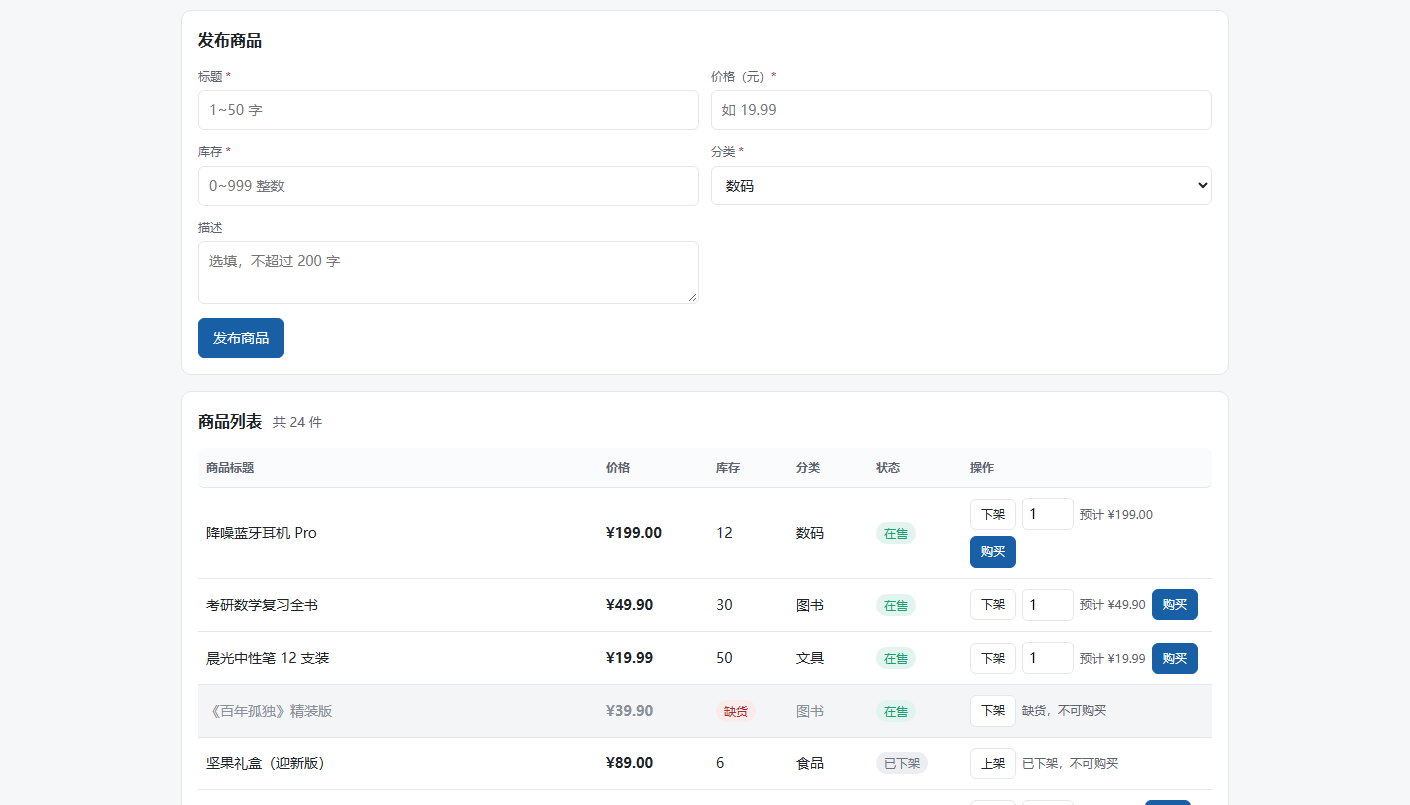 发布商品
标题 * 价格（元）*
1~50 字 如 19.99
库存 * 分类 *
0~999 整数 数码
描述
选填，不超过 200 字
发布商品
商品列表 共 24 件
商品标题 价格 库存 分类 状态 操作
降噪蓝牙耳机 Pro ¥199.00 12 数码 在售 下架 1 预计 ¥199.00
购买
考研数学复习全书 ¥49.90 30 图书 在售 下架 1 预计 ¥49.90 购买
晨光中性笔 12 支装 ¥19.99 50 文具 在售 下架 1 预计 ¥19.99 购买
《百年孤独》精装版 ¥39.90 缺货 图书 在售 下架 缺货，不可购买
坚果礼盒（迎新版） ¥89.00 6 食品 已下架 上架 已下架，不可购买